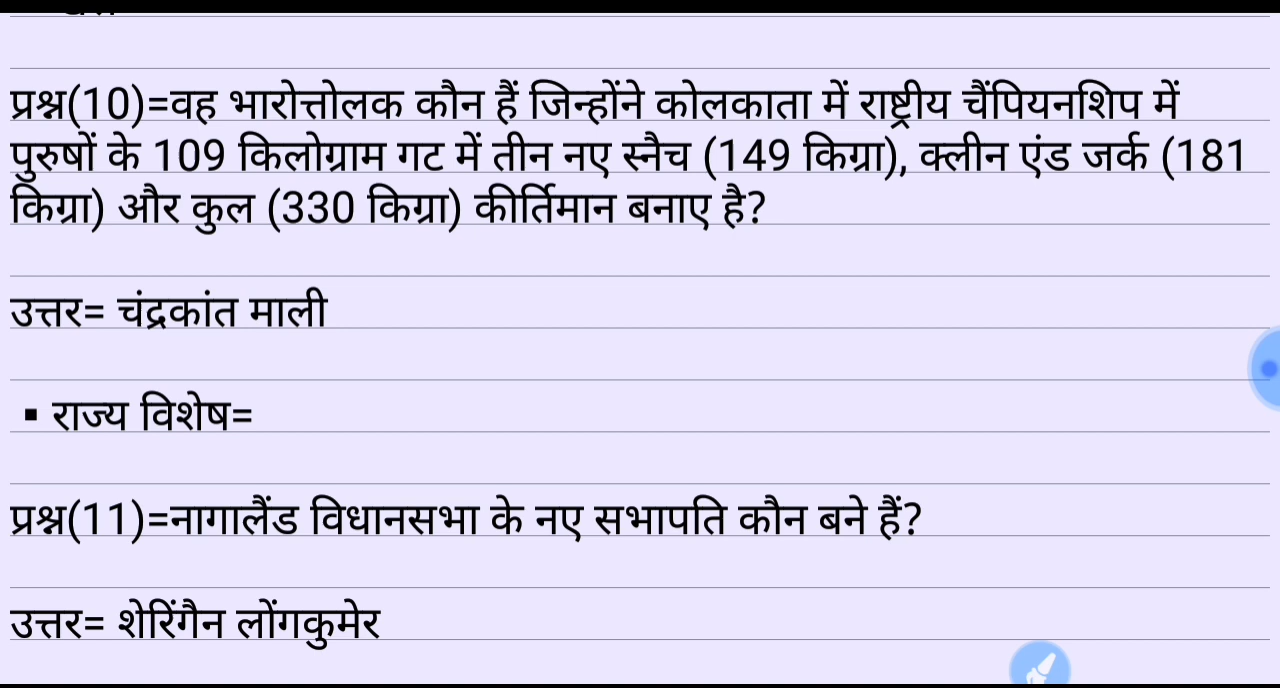 प्रश्न(10)=वह भारोत्तोलक कौन हैं जिन्होंने कोलकाता में राष्ट्रीय चैंपियनशिप में
पुरुषों के 109 किलोग्राम गट में तीन नए स्नैच (149 किग्रा), क्लीन एंड जर्क (181
किग्रा) और कुल (330 किग्रा) कीर्तिमान बनाए है?
उत्तर= चंद्रकांत माली
▪ राज्य विशेष=
प्रश्न(11)=नागालैंड विधानसभा के नए सभापति कौन बने हैं?
उत्तर= शेरिंगैन लोंगकुमेर